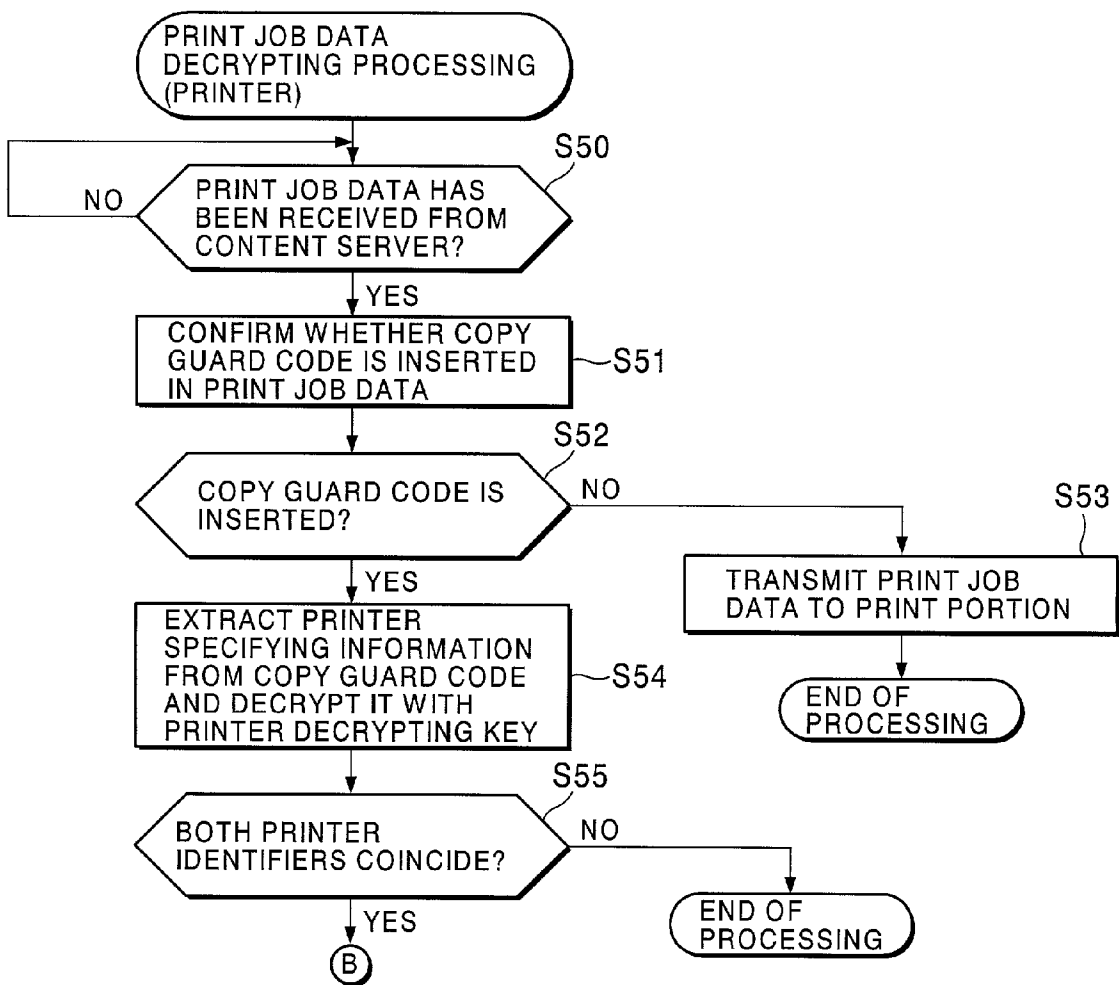 PRINT JOB DATA
DECRYPTING PROCESSING
(PRINTER)
S50
NO
PRINT JOB DATA HAS
BEEN RECEIVED FROM
CONTENT SERVER?
YES
CONFIRM WHETHER COPY
GUARD CODE IS INSERTED
IN PRINT JOB DATA
S51
S52
COPY GUARD CODE IS
INSERTED?
NO
S53
YES
TRANSMIT PRINT JOB
DATA TO PRINT PORTION
EXTRACT PRINTER
SPECIFYING INFORMATION
FROM COPY GUARD CODE
AND DECRYPT IT WITH
PRINTER DECRYPTING KEY
S54
END OF
PROCESSING
S55
BOTH PRINTER
IDENTIFIERS COINCIDE?
NO
YES
END OF
PROCESSING
B